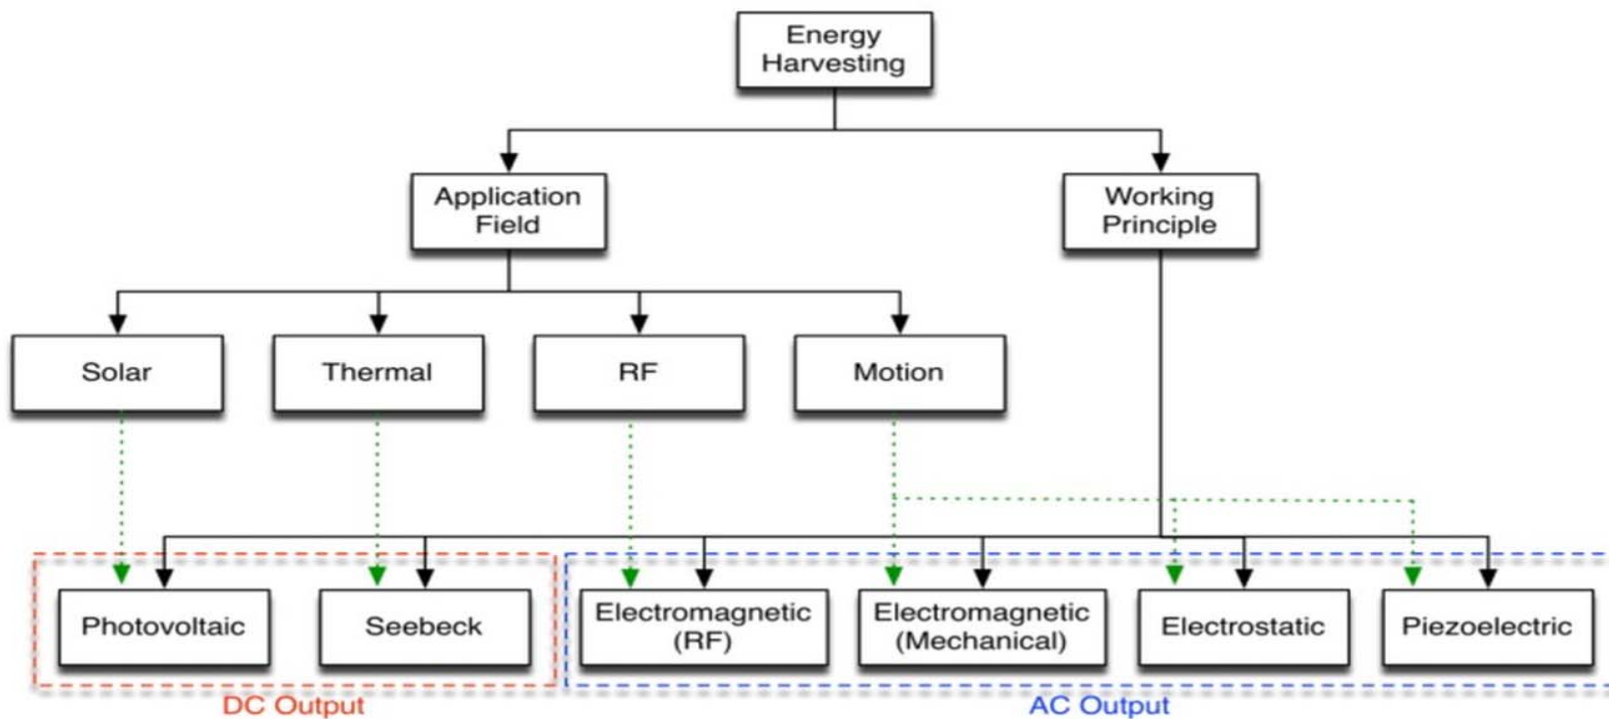 Energy
Harvesting
Application
Field
Working
Principle
Solar
Thermal
RF
Motion
Photovoltaic
Seebeck
Electromagnetic
(RF)
Electromagnetic
(Mechanical)
Electrostatic
Piezoelectric
DC Output
AC Output